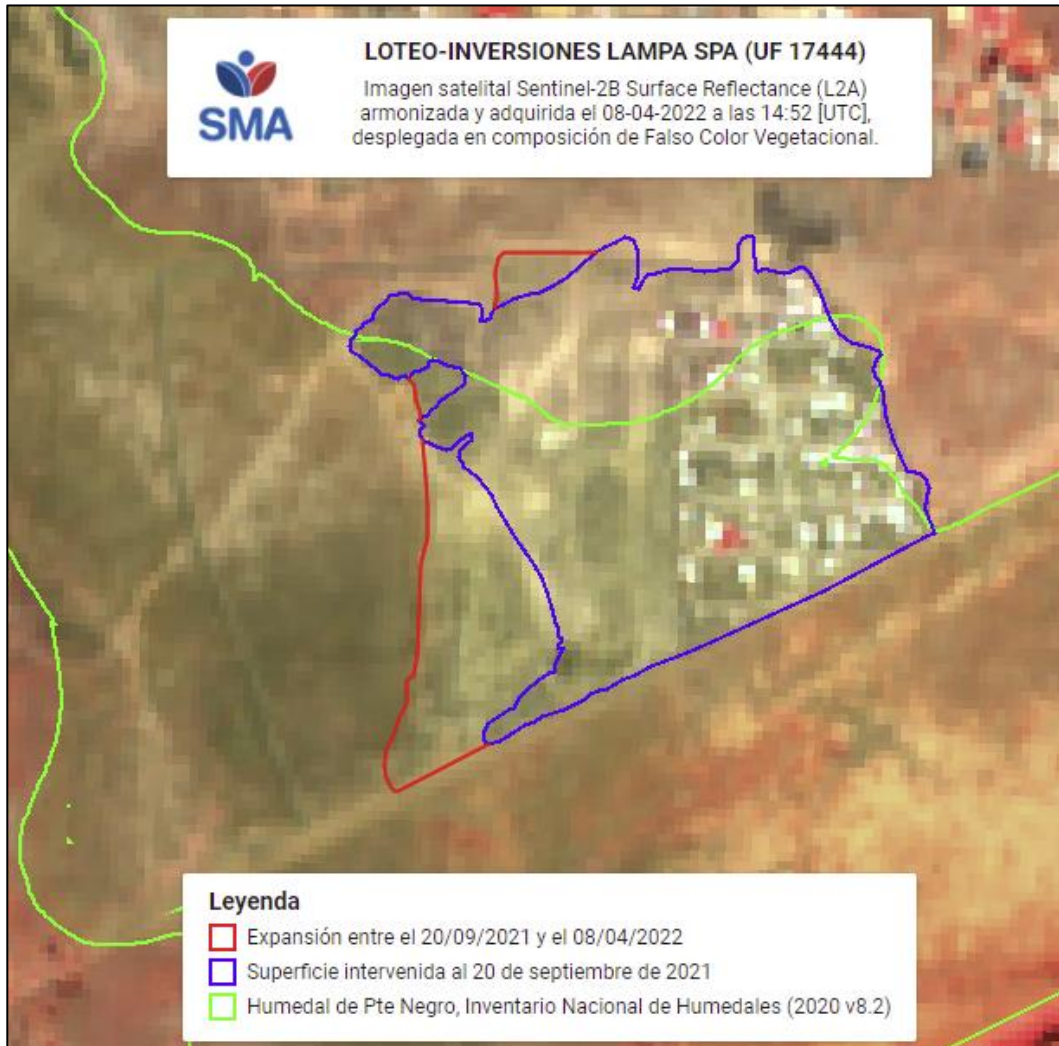 SMA
LOTEO-INVERSIONES LAMPA SPA (UF 17444)
Imagen satelital Sentinel-2B Surface Reflectance (L2A)
armonizada y adquirida el 08-04-2022 a las 14:52 [UTC],
desplegada en composición de Falso Color Vegetacional.
Leyenda
Expansión entre el 20/09/2021 y el 08/04/2022
Superficie intervenida al 20 de septiembre de 2021
Humedal de Pte Negro, Inventario Nacional de Humedales (2020 v8.2)